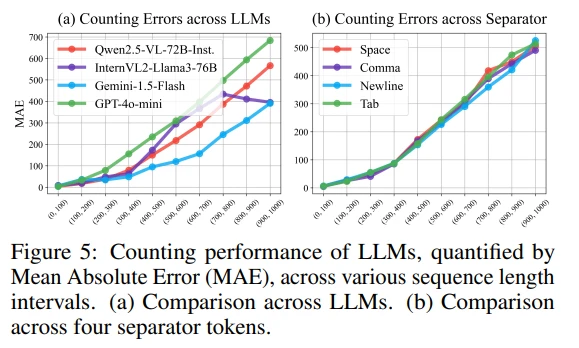 (a) Counting Errors across LLMs
MAE
700
600
500
400
300
200
100
0
Qwen2.5-VL-72B-Inst.
InternVL2-Llama3-76B
Gemini-1.5-Flash
GPT-4o-mini
(0, 100)
(100, 200)
(200, 300)
(300, 400)
(400, 500)
(500, 600)
(600, 700)
(700, 800)
(800, 900)
(900, 1000)
(b) Counting Errors across Separator
500
400
300
200
100
0
Space
Comma
Newline
Tab
(0, 100)
(100, 200)
(200, 300)
(300, 400)
(400, 500)
(500, 600)
(600, 700)
(700, 800)
(800, 900)
(900, 1000)
Figure 5: Counting performance of LLMs, quantified by
Mean Absolute Error (MAE), across various sequence length
intervals. (a) Comparison across LLMs. (b) Comparison
across four separator tokens.